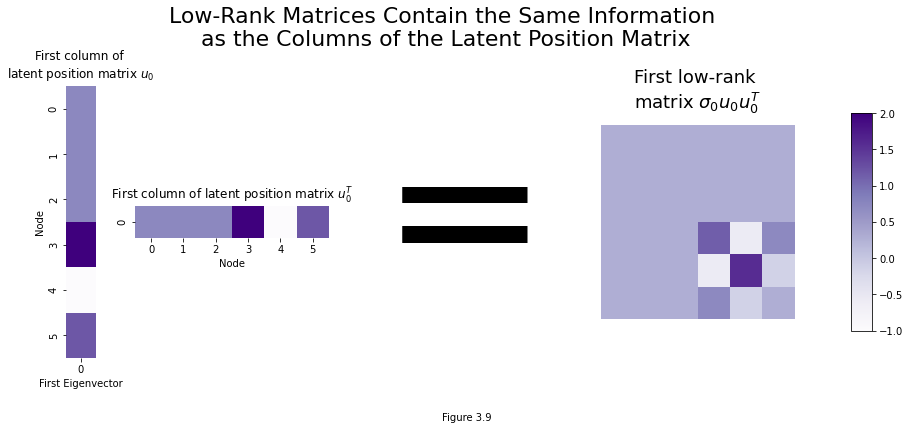 Low-Rank Matrices Contain the Same Information
as the Columns of the Latent Position Matrix
First column of
latent position matrix u₀
0
1
2
3
4
5
Node
0
First Eigenvector
First column of latent position matrix u₀ᵀ
0
0 1 2 3 4 5
Node
First low-rank
matrix σ₀u₀u₀ᵀ
2.0
1.5
1.0
0.5
0.0
−0.5
−1.0
Figure 3.9